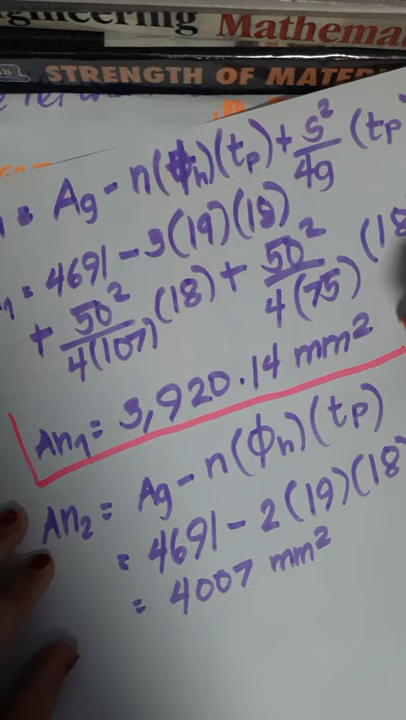 Engineering Mathema
STRENGTH OF MATER
= Ag - n(ϕh)(tp) + s²/4g (tp)
= 4691 - 3(19)(18)
+ 50²/4(107) (18) + 50²/4(75) (18
An₁ = 3,920.14 mm²
An₂ = Ag - n(ϕh)(tp)
= 4691 - 2(19)(18)
= 4007 mm²